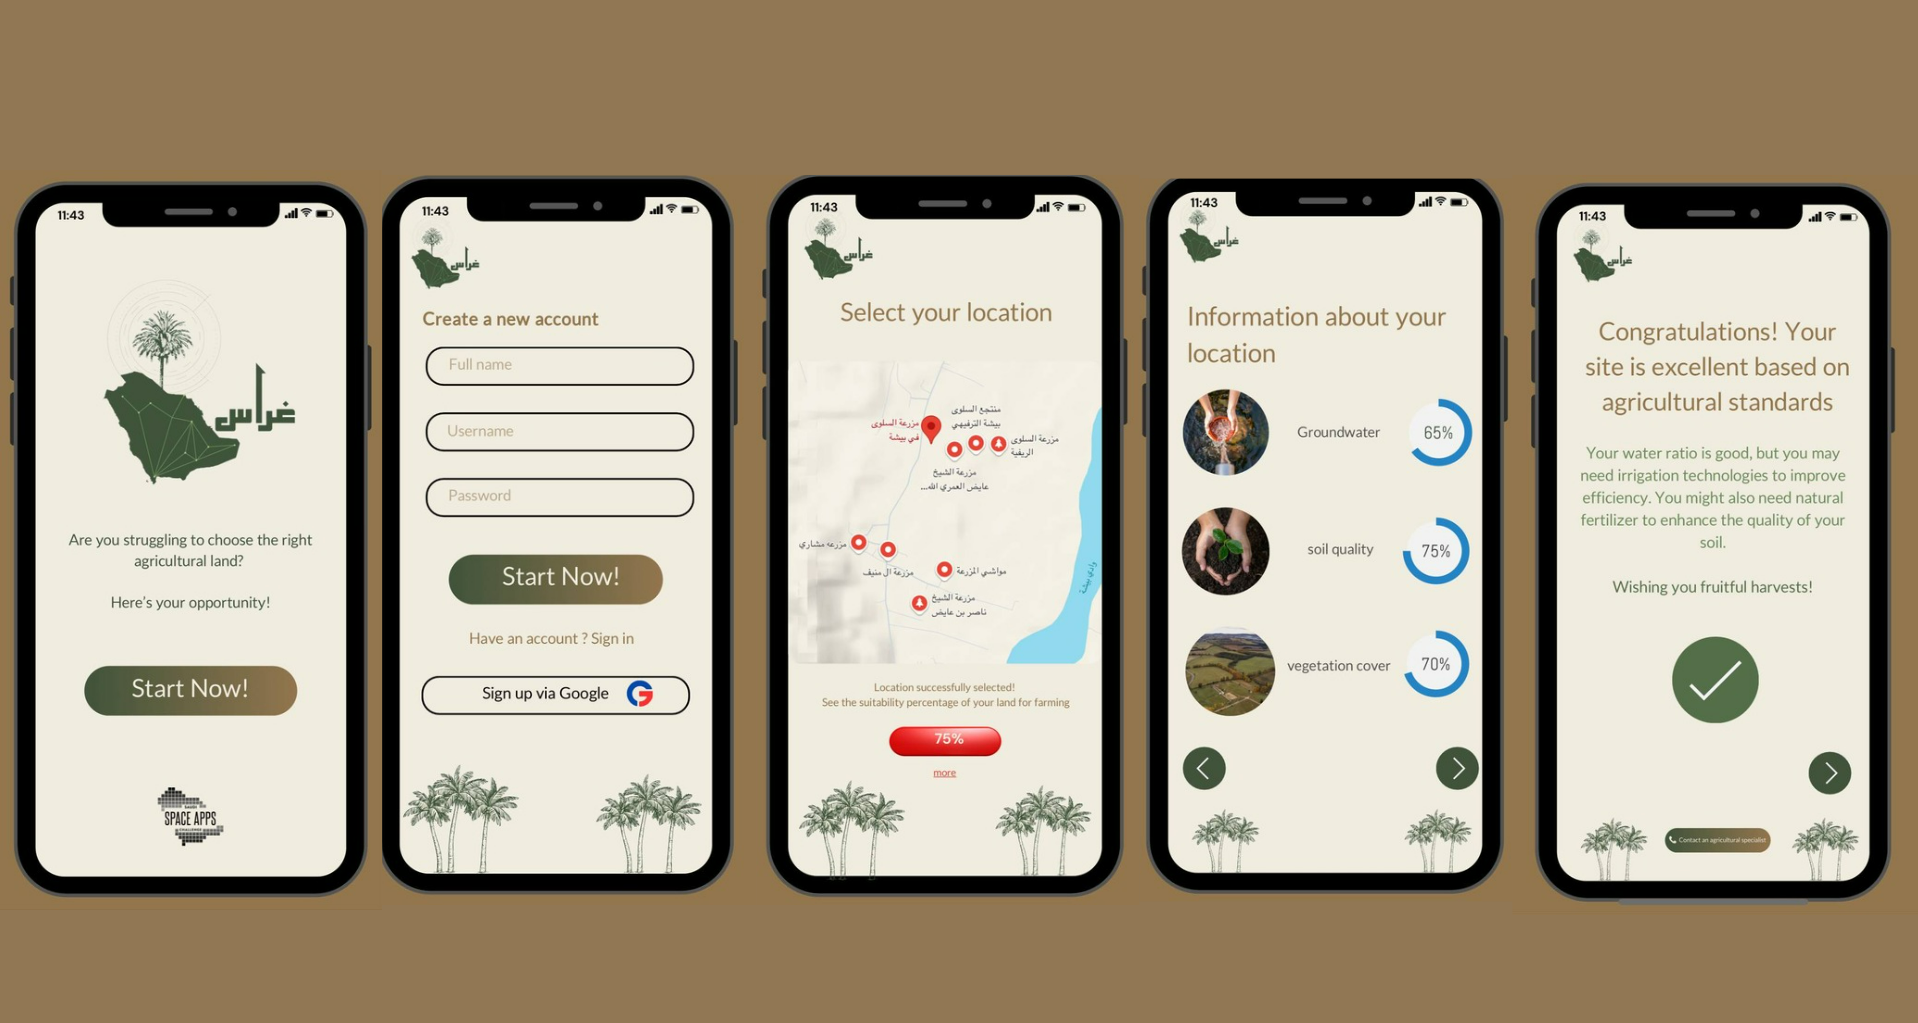 11:43
غراس
Are you struggling to choose the right
agricultural land?
Here's your opportunity!
Start Now!
SAUDI
SPACE APPS
CHALLENGE
11:43
غراس
Create a new account
Full name
Username
Password
Start Now!
Have an account ? Sign in
Sign up via Google
11:43
غراس
Select your location
منتجع السلوى
بيشة الترفيهي
مزرعة السلوى
في بيشة
مزرعة السلوى
الريفية
مزرعة الشيخ
عايض العمري الله...
مزرعه مشاري
مزرعة ال منيف
مواشي المزرعة
مزرعة الشيخ
ناصر بن عايض
وادي بيشة
Location successfully selected!
See the suitability percentage of your land for farming
75%
more
11:43
غراس
Information about your
location
Groundwater
65%
soil quality
75%
vegetation cover
70%
11:43
غراس
Congratulations! Your
site is excellent based on
agricultural standards
Your water ratio is good, but you may
need irrigation technologies to improve
efficiency. You might also need natural
fertilizer to enhance the quality of your
soil.
Wishing you fruitful harvests!
Contact an agricultural specialist